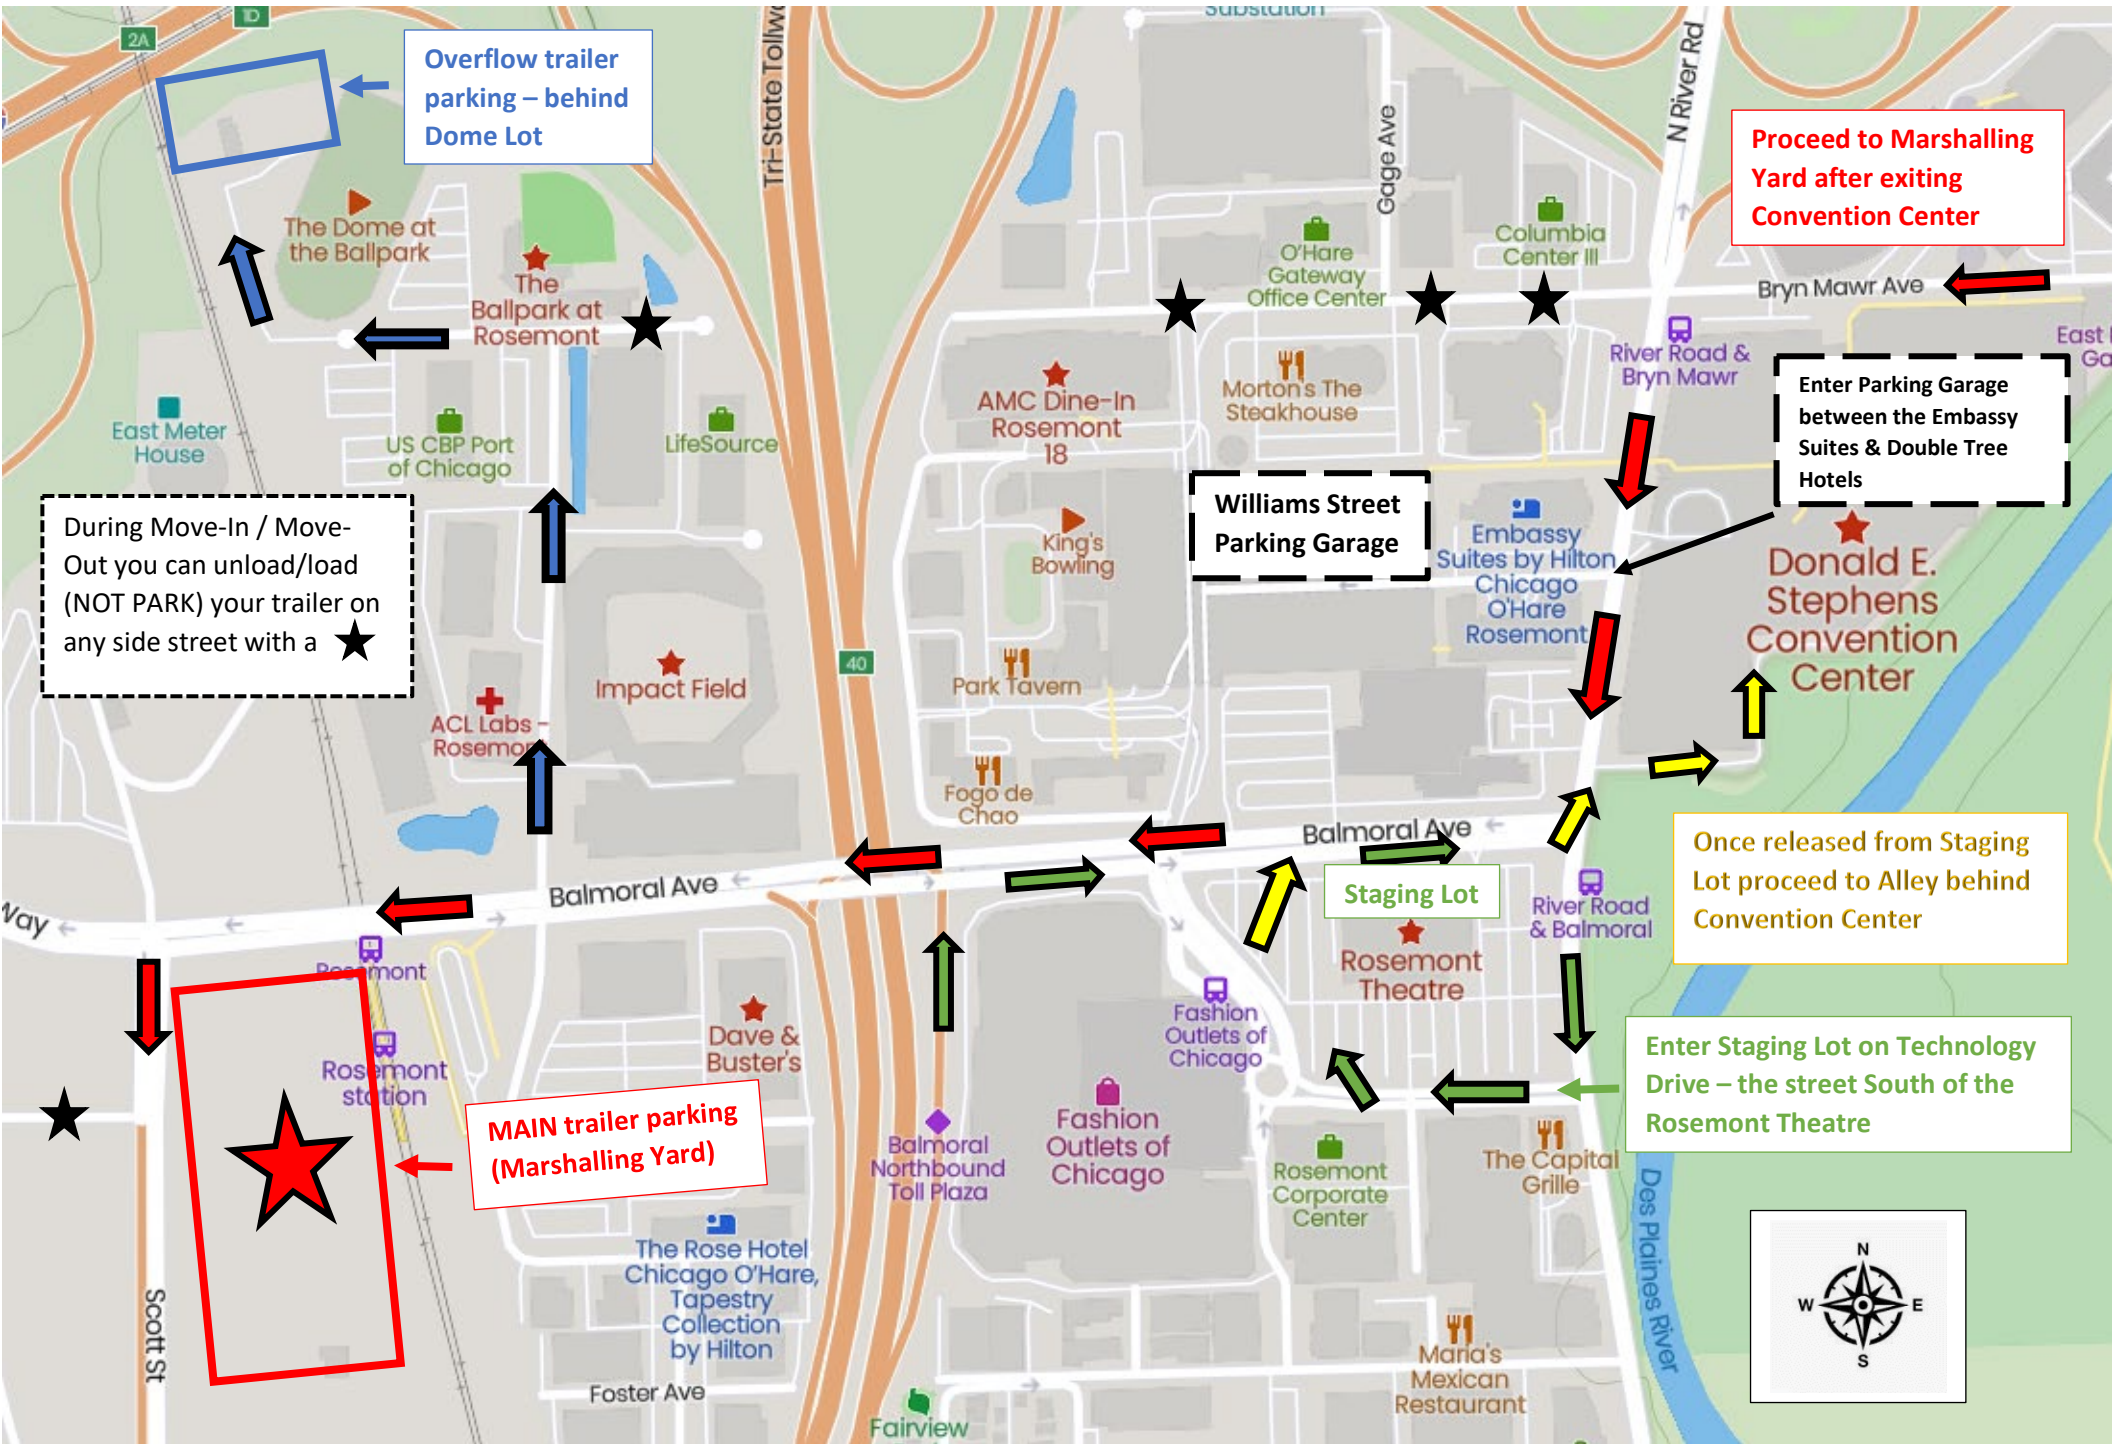 Substation
1D
2A
Overflow trailer
parking – behind
Dome Lot
Tri-State Tollw
Gage Ave
N River Rd
Proceed to Marshalling
Yard after exiting
Convention Center
The Dome at
the Ballpark
The
Ballpark at
Rosemont
O'Hare
Gateway
Office Center
Columbia
Center III
Bryn Mawr Ave
River Road &
Bryn Mawr
East
Ga
Enter Parking Garage
between the Embassy
Suites & Double Tree
Hotels
AMC Dine-In
Rosemont
18
Morton's The
Steakhouse
East Meter
House
US CBP Port
of Chicago
LifeSource
During Move-In / Move-
Out you can unload/load
(NOT PARK) your trailer on
any side street with a
Williams Street
Parking Garage
King's
Bowling
Embassy
Suites by Hilton
Chicago
O'Hare
Rosemont
Donald E.
Stephens
Convention
Center
40
Impact Field
Park Tavern
ACL Labs -
Rosemont
Fogo de
Chao
Balmoral Ave
Once released from Staging
Lot proceed to Alley behind
Convention Center
Balmoral Ave
Staging Lot
River Road
& Balmoral
Way
Rosemont
Rosemont
Theatre
Rosemont
station
Dave &
Buster's
Fashion
Outlets of
Chicago
Enter Staging Lot on Technology
Drive – the street South of the
Rosemont Theatre
MAIN trailer parking
(Marshalling Yard)
Balmoral
Northbound
Toll Plaza
Fashion
Outlets of
Chicago
Rosemont
Corporate
Center
The Capital
Grille
Des Plaines River
The Rose Hotel
Chicago O'Hare,
Tapestry
Collection
by Hilton
Scott St
N
W
E
S
Maria's
Mexican
Restaurant
Foster Ave
Fairview